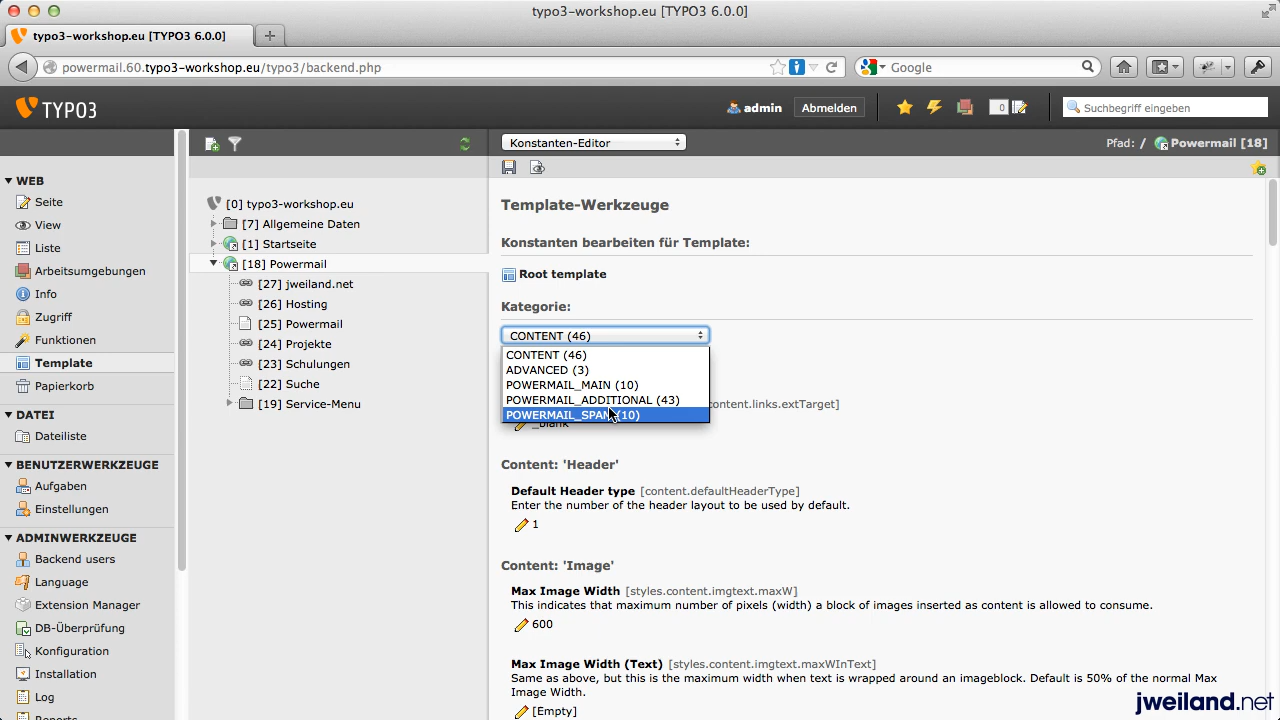 typo3-workshop.eu [TYPO3 6.0.0]
typo3-workshop.eu [TYPO3 6.0.0]
powermail.60.typo3-workshop.eu/typo3/backend.php
Google
TYPO3
admin
Abmelden
0
Suchbegriff eingeben
Konstanten-Editor
Pfad: / Powermail [18]
WEB
Seite
View
Liste
Arbeitsumgebungen
Info
Zugriff
Funktionen
Template
Papierkorb
DATEI
Dateiliste
BENUTZERWERKZEUGE
Aufgaben
Einstellungen
ADMINWERKZEUGE
Backend users
Language
Extension Manager
DB-Überprüfung
Konfiguration
Installation
Log
Reports
[0] typo3-workshop.eu
[7] Allgemeine Daten
[1] Startseite
[18] Powermail
[27] jweiland.net
[26] Hosting
[25] Powermail
[24] Projekte
[23] Schulungen
[22] Suche
[19] Service-Menu
Template-Werkzeuge
Konstanten bearbeiten für Template:
Root template
Kategorie:
CONTENT (46)
CONTENT (46)
ADVANCED (3)
POWERMAIL_MAIN (10)
POWERMAIL_ADDITIONAL (43)
POWERMAIL_SPAM (10)
content.links.extTarget]
_blank
Content: 'Header'
Default Header type [content.defaultHeaderType]
Enter the number of the header layout to be used by default.
1
Content: 'Image'
Max Image Width [styles.content.imgtext.maxW]
This indicates that maximum number of pixels (width) a block of images inserted as content is allowed to consume.
600
Max Image Width (Text) [styles.content.imgtext.maxWInText]
Same as above, but this is the maximum width when text is wrapped around an imageblock. Default is 50% of the normal Max
Image Width.
[Empty]
jweiland.net